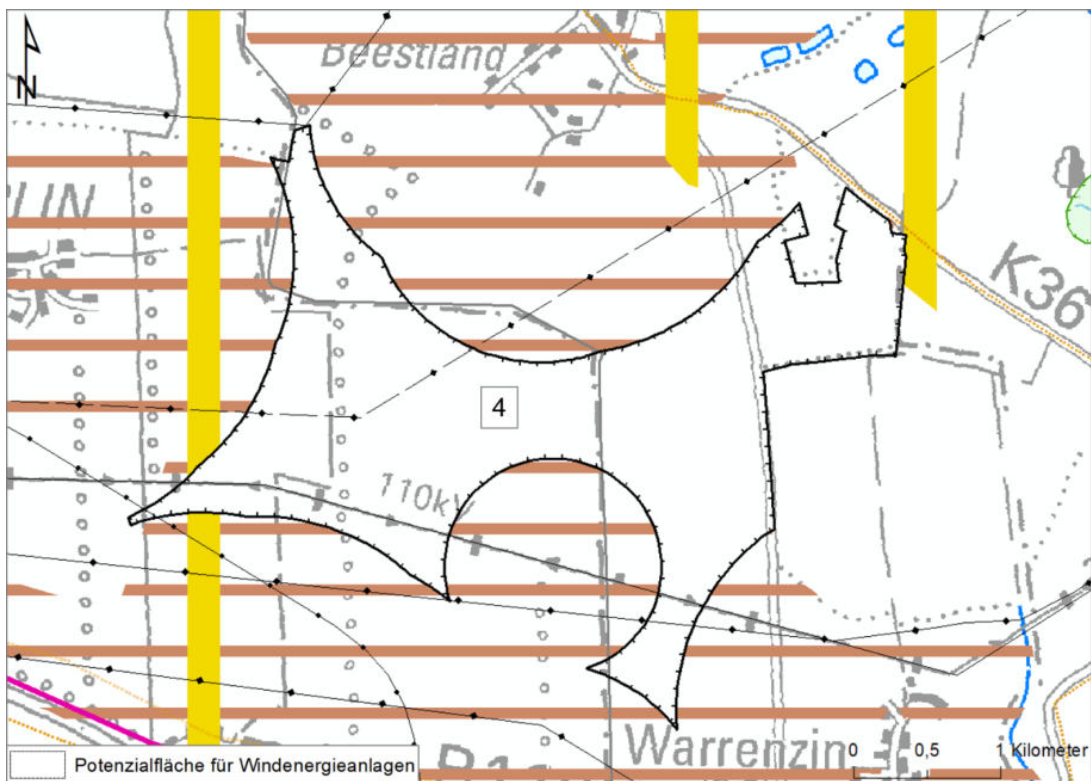 Beestland
N
K36
4
110kV
Warrenzin
0 0,5 1 Kilometer
Potenzialfläche für Windenergieanlagen